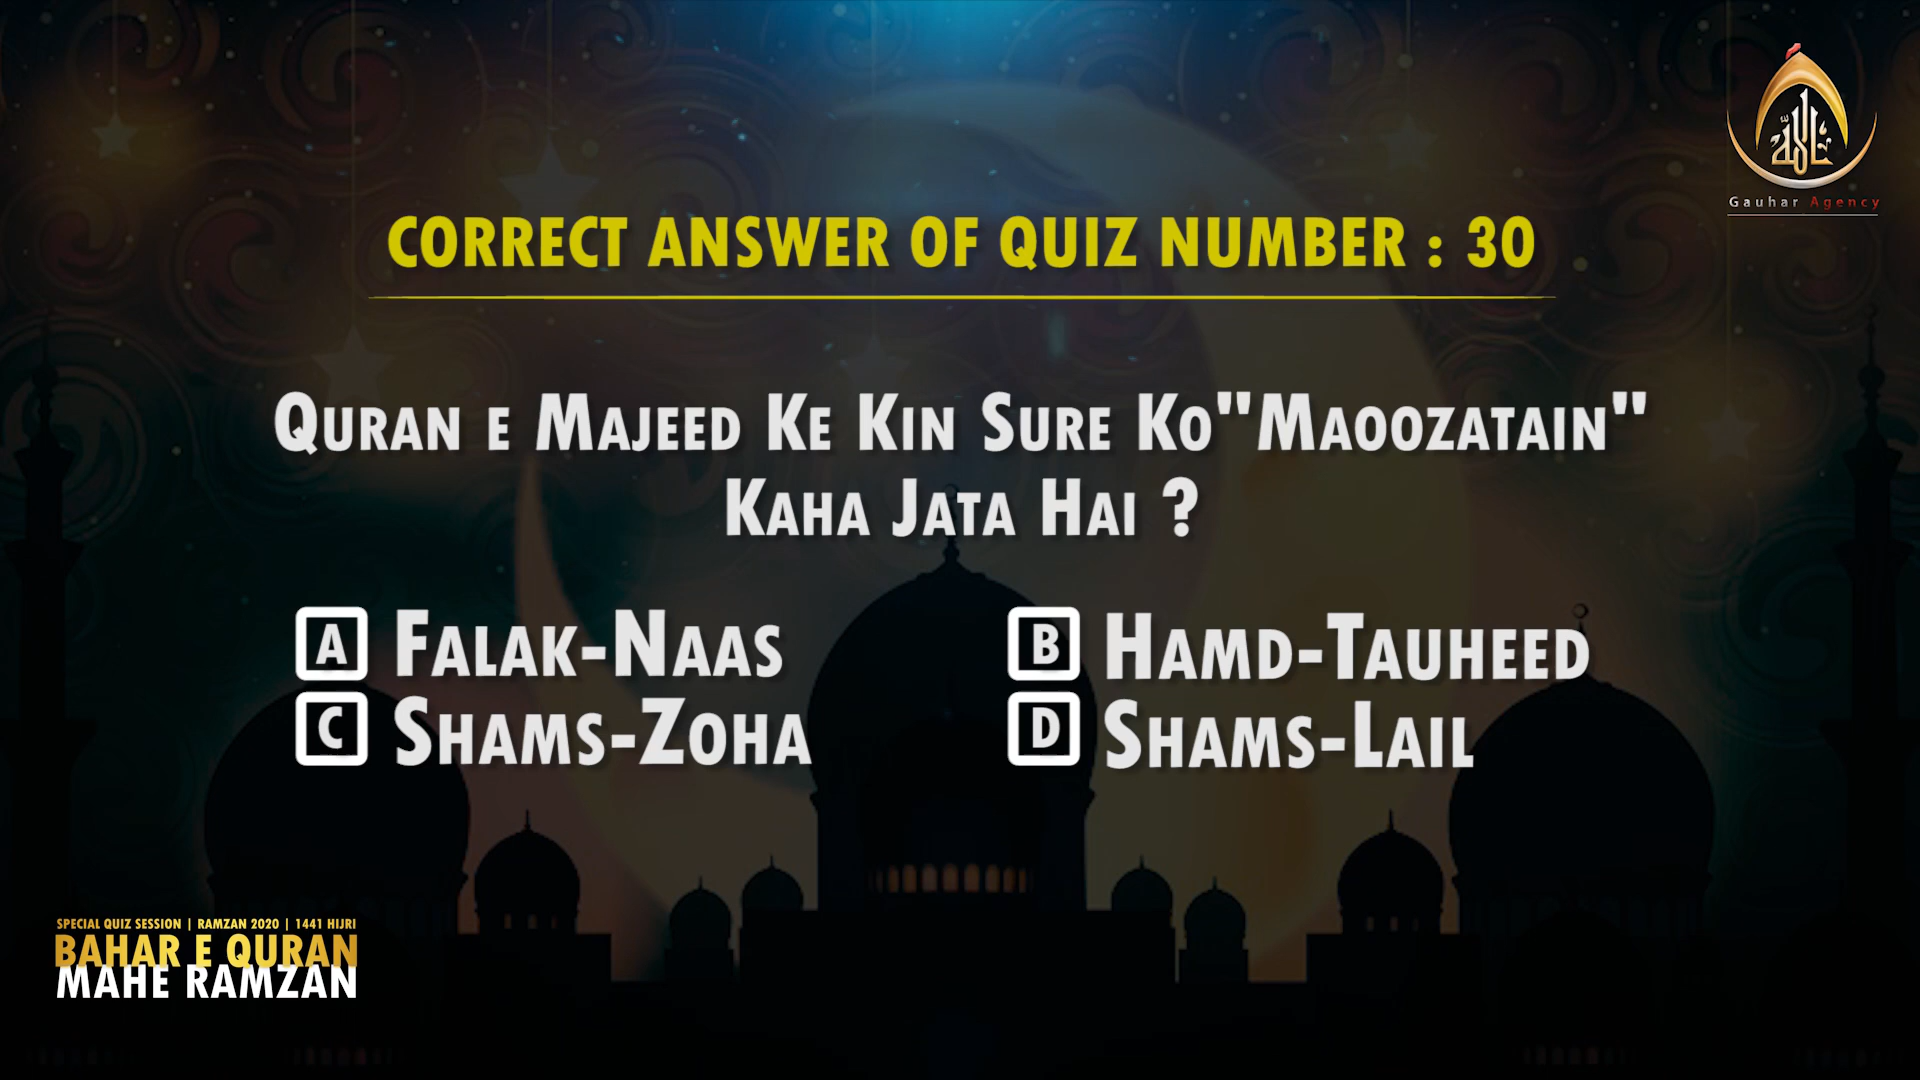 Gauhar Agency
CORRECT ANSWER OF QUIZ NUMBER : 30
QURAN E MAJEED KE KIN SURE KO"MAOOZATAIN"
KAHA JATA HAI ?
A FALAK-NAAS
B HAMD-TAUHEED
C SHAMS-ZOHA
D SHAMS-LAIL
SPECIAL QUIZ SESSION | RAMZAN 2020 | 1441 HIJRI
BAHAR E QURAN
MAHE RAMZAN